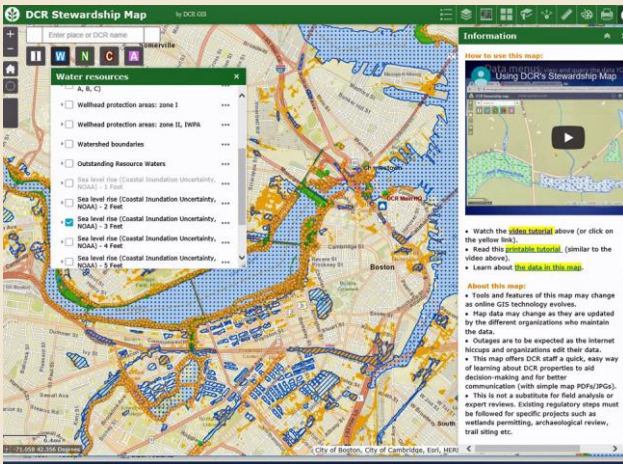 DCR Stewardship Map
by DCR GIS
Enter place or DCR name
W N C A
Water resources
A, B, C)
Wellhead protection areas: zone I
Wellhead protection areas: zone II, IWPA
Watershed boundaries
Outstanding Resource Waters
Sea level rise (Coastal Inundation Uncertainty,
NOAA) - 1 Feet
Sea level rise (Coastal Inundation Uncertainty,
NOAA) - 2 Feet
Sea level rise (Coastal Inundation Uncertainty,
NOAA) - 3 Feet
Sea level rise (Coastal Inundation Uncertainty,
NOAA) - 4 Feet
Sea level rise (Coastal Inundation Uncertainty,
NOAA) - 5 Feet
DCR Main HQ
Cambridge St
Boston
South
-71.058 42.356 Degrees
City of Boston, City of Cambridge, Esri, HERE
Information
How to use this map:
Using DCR's Stewardship Map
• Watch the video tutorial above (or click on
the yellow link).
• Read this printable tutorial (similar to the
video above).
• Learn about the data in this map.
About this map:
• Tools and features of this map may change
as online GIS technology evolves.
• Map data may change as they are updated
by the different organizations who maintain
the data.
• Outages are to be expected as the internet
hiccups and organizations edit their data.
• This map offers DCR staff a quick, easy way
of learning about DCR properties to aid
decision-making and for better
communication (with simple map PDFs/JPGs).
• This is not a substitute for field analysis or
expert reviews. Existing regulatory steps must
be followed for specific projects such as
wetlands permitting, archaeological review,
trail siting etc.